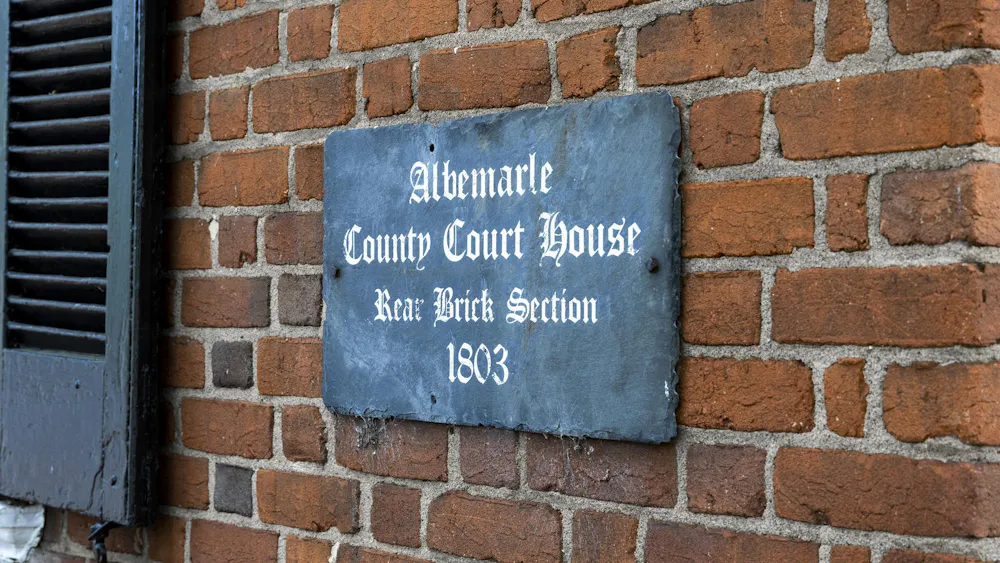 Albemarle
County Court House
Rear Brick Section
1803